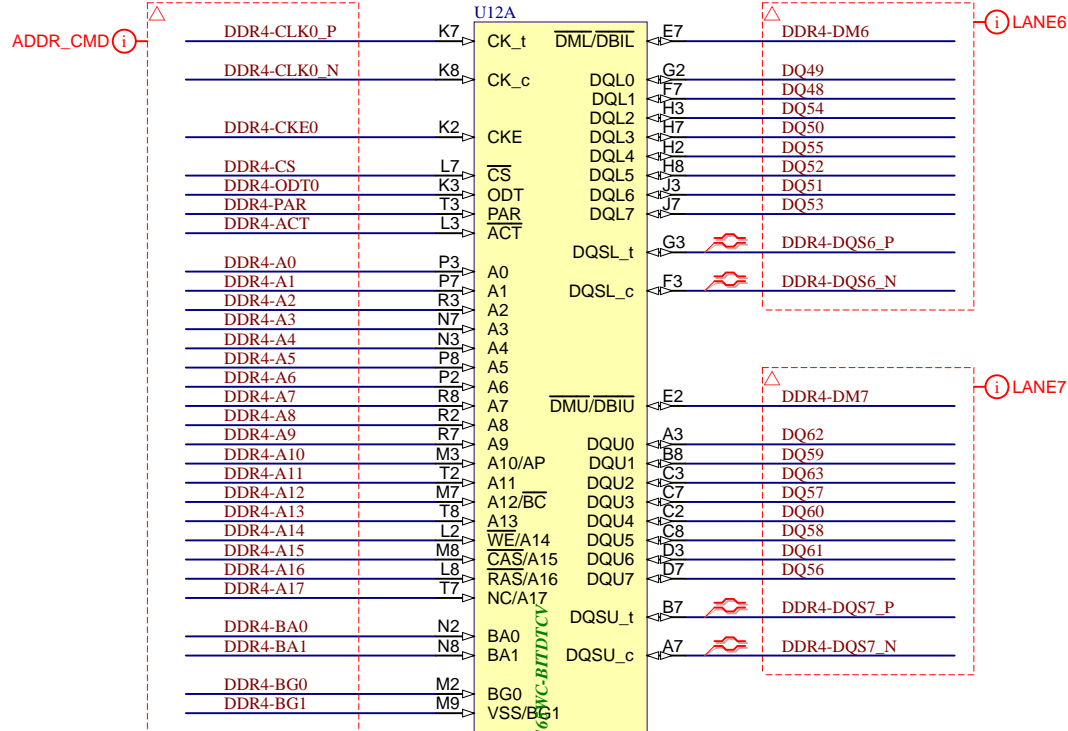 U12A
ADDR_CMD i
i LANE6
DDR4-CLK0_P K7 CK_t DML/DBIL E7 DDR4-DM6
DDR4-CLK0_N K8 CK_c DQL0 G2 DQ49
DQL1 F7 DQ48
DQL2 H3 DQ54
DDR4-CKE0 K2 CKE DQL3 H7 DQ50
DQL4 H2 DQ55
DDR4-CS L7 CS DQL5 H8 DQ52
DDR4-ODT0 K3 ODT DQL6 J3 DQ51
DDR4-PAR T3 PAR DQL7 J7 DQ53
DDR4-ACT L3 ACT
DQSL_t G3 DDR4-DQS6_P
DDR4-A0 P3 A0
DDR4-A1 P7 A1 DQSL_c F3 DDR4-DQS6_N
DDR4-A2 R3 A2
DDR4-A3 N7 A3
DDR4-A4 N3 A4
DDR4-A5 P8 A5
DDR4-A6 P2 A6
i LANE7
DDR4-A7 R8 A7 DMU/DBIU E2 DDR4-DM7
DDR4-A8 R2 A8
DDR4-A9 R7 A9 DQU0 A3 DQ62
DDR4-A10 M3 A10/AP DQU1 B8 DQ59
DDR4-A11 T2 A11 DQU2 C3 DQ63
DDR4-A12 M7 A12/BC DQU3 C7 DQ57
DDR4-A13 T8 A13 DQU4 C2 DQ60
DDR4-A14 L2 WE/A14 DQU5 C8 DQ58
DDR4-A15 M8 CAS/A15 DQU6 D3 DQ61
DDR4-A16 L8 RAS/A16 DQU7 D7 DQ56
DDR4-A17 T7 NC/A17
DQSU_t B7 DDR4-DQS7_P
DDR4-BA0 N2 BA0
DDR4-BA1 N8 BA1 DQSU_c A7 DDR4-DQS7_N
DDR4-BG0 M2 BG0
DDR4-BG1 M9 VSS/BG1